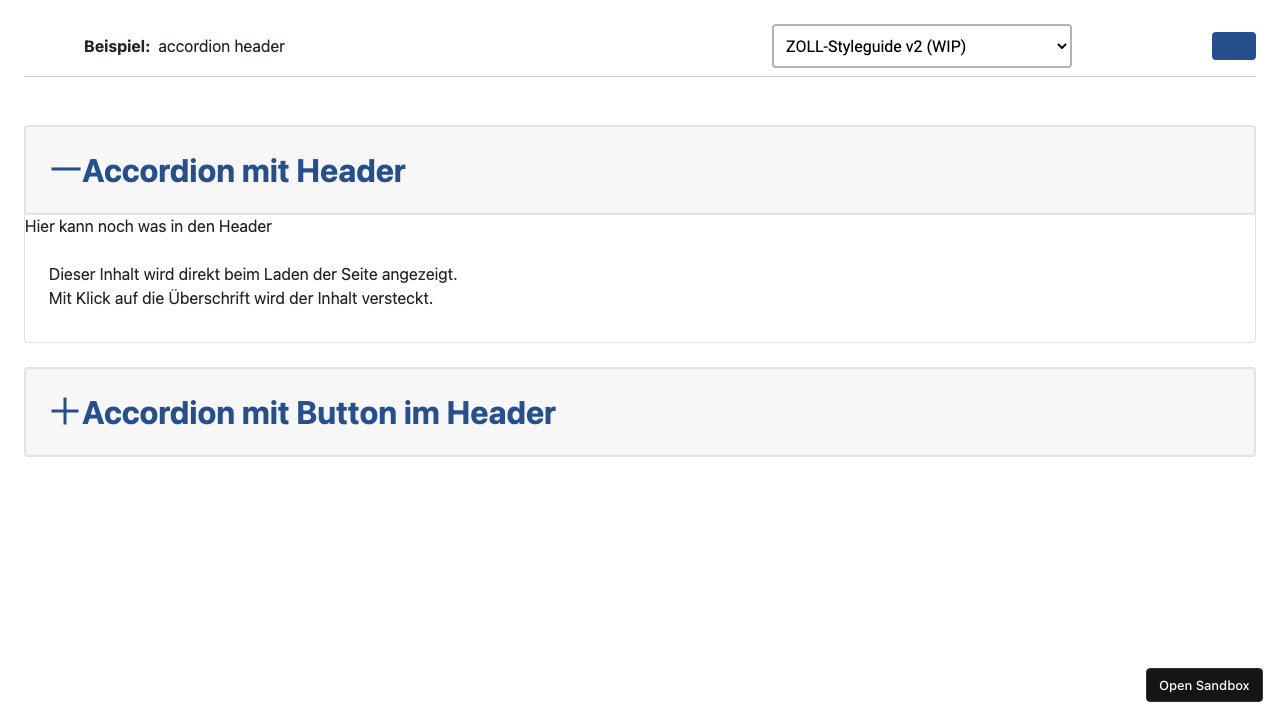 Beispiel: accordion header
ZOLL-Styleguide v2 (WIP)
Accordion mit Header
Hier kann noch was in den Header
Dieser Inhalt wird direkt beim Laden der Seite angezeigt.
Mit Klick auf die Überschrift wird der Inhalt versteckt.
Accordion mit Button im Header
Open Sandbox